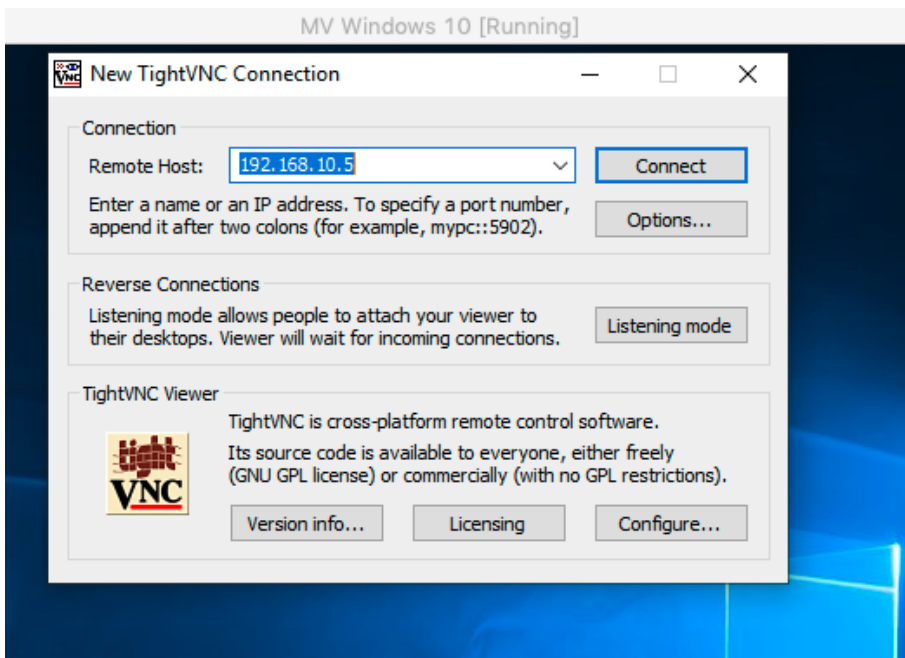 MV Windows 10 [Running]
VNC
New TightVNC Connection
Connection
Remote Host:
192.168.10.5
Connect
Enter a name or an IP address. To specify a port number,
append it after two colons (for example, mypc::5902).
Options...
Reverse Connections
Listening mode allows people to attach your viewer to
their desktops. Viewer will wait for incoming connections.
Listening mode
TightVNC Viewer
TightVNC is cross-platform remote control software.
Its source code is available to everyone, either freely
(GNU GPL license) or commercially (with no GPL restrictions).
tight
VNC
Version info...
Licensing
Configure...